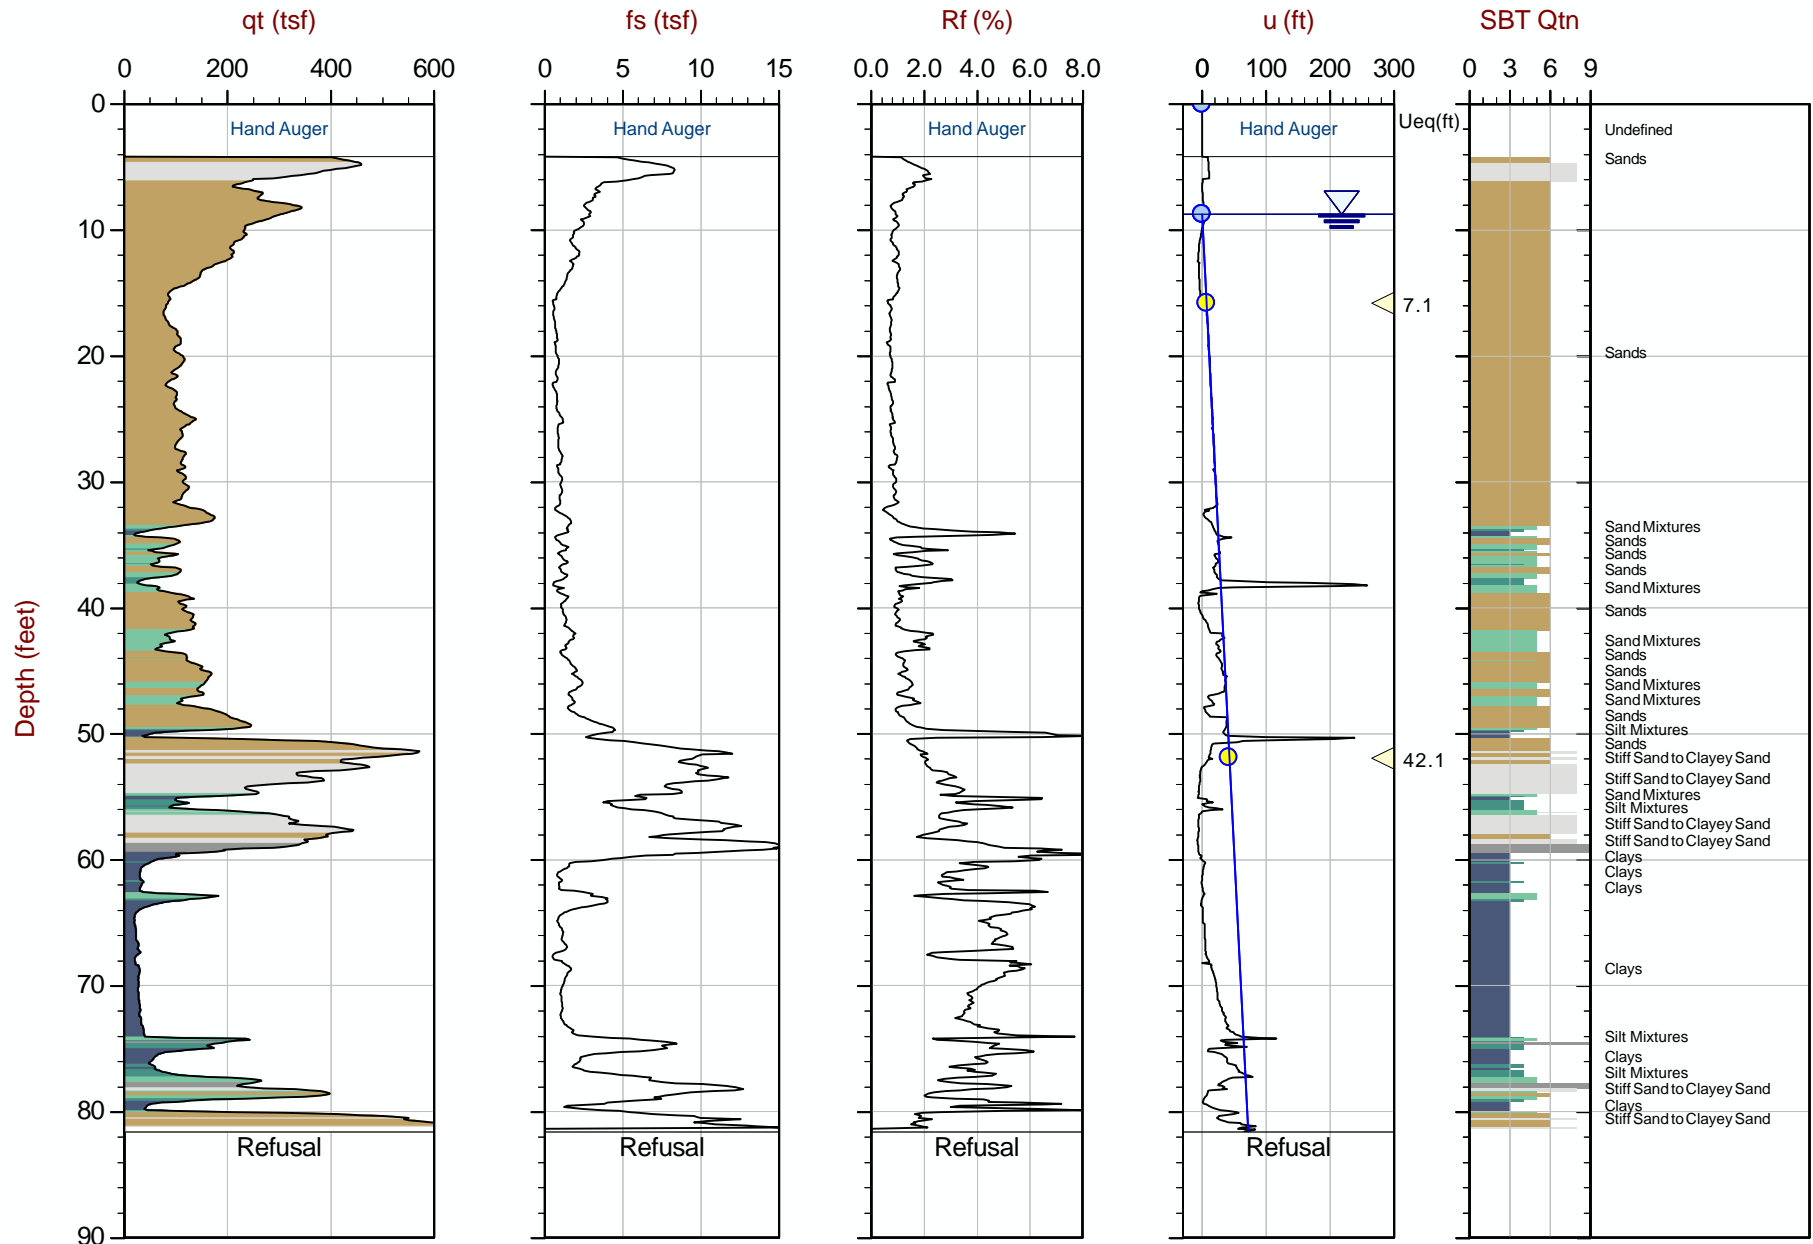 qt (tsf) fs (tsf) Rf (%) u (ft) SBT Qtn
0 200 400 600 0 5 10 15 0.0 2.0 4.0 6.0 8.0 0 100 200 300 0 3 6 9
0
10
20
30
40
50
60
70
80
90
Depth (feet)
Hand Auger Hand Auger Hand Auger Hand Auger
Ueq(ft)
7.1
42.1
Refusal Refusal Refusal Refusal
Undefined
Sands
Sands
Sand Mixtures
Sands
Sands
Sands
Sand Mixtures
Sands
Sand Mixtures
Sands
Sands
Sand Mixtures
Sand Mixtures
Sands
Silt Mixtures
Sands
Stiff Sand to Clayey Sand
Stiff Sand to Clayey Sand
Sand Mixtures
Silt Mixtures
Stiff Sand to Clayey Sand
Stiff Sand to Clayey Sand
Clays
Clays
Clays
Clays
Silt Mixtures
Clays
Silt Mixtures
Stiff Sand to Clayey Sand
Clays
Stiff Sand to Clayey Sand